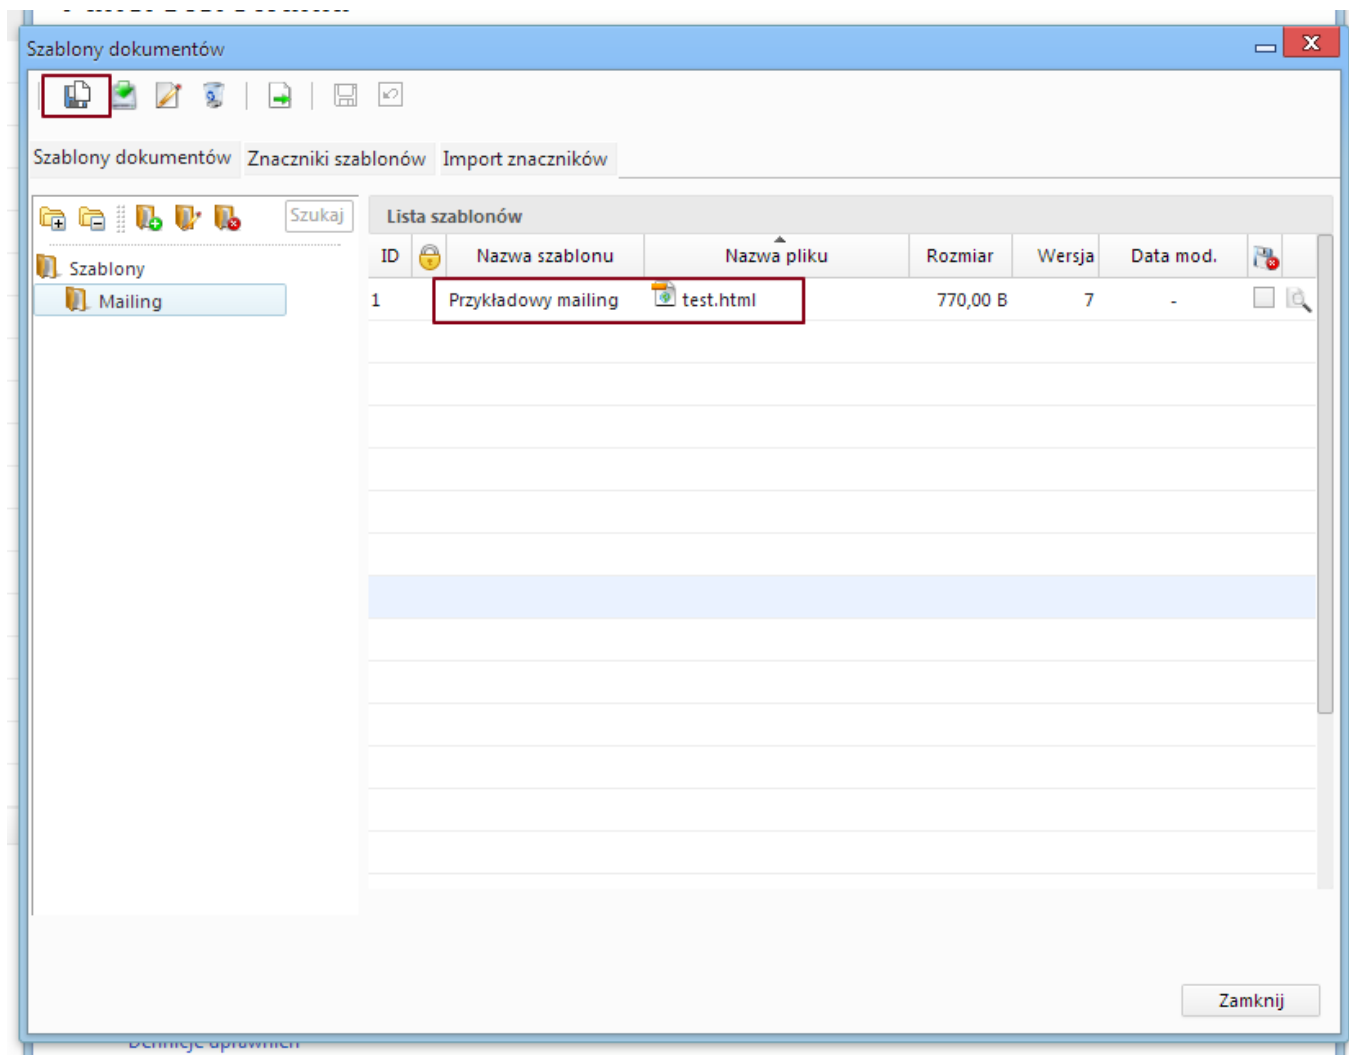 Szablony dokumentów
Szablony dokumentów Znaczniki szablonów Import znaczników
Szukaj
Lista szablonów
ID Nazwa szablonu Nazwa pliku Rozmiar Wersja Data mod.
Szablony
Mailing
1 Przykładowy mailing test.html 770,00 B 7 -
Zamknij